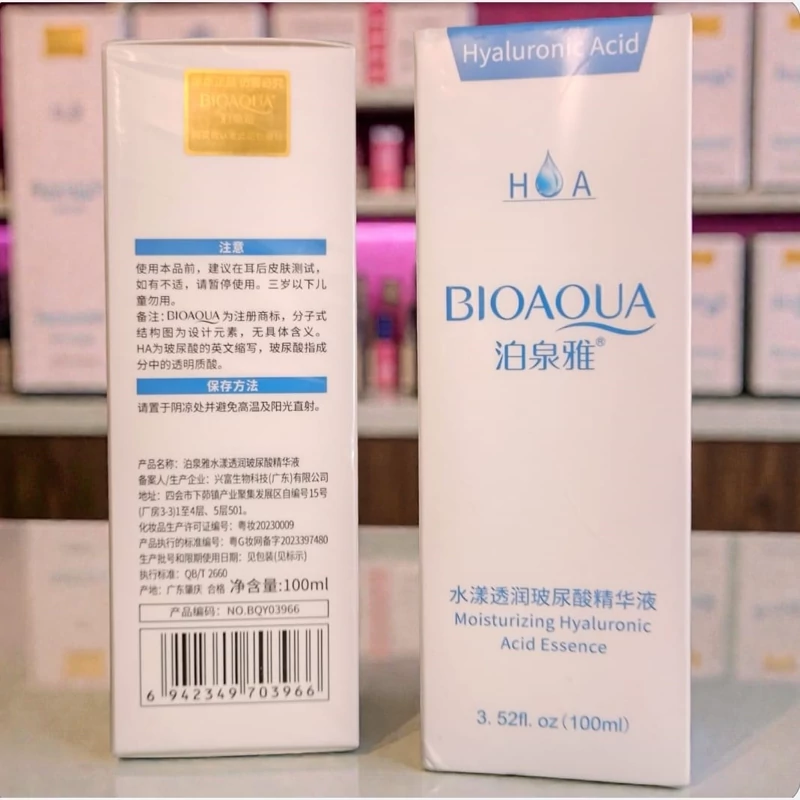 BIOAQUA
注意
使用本品前，建议在耳后皮肤测试，
如有不适，请暂停使用。三岁以下儿
童勿用。
备注：BIOAQUA为注册商标，分子式
结构图为设计元素，无具体含义。
HA为玻尿酸的英文缩写，玻尿酸指成
分中的透明质酸。
保存方法
请置于阴凉处并避免高温及阳光直射。
产品名称：泊泉雅水漾透润玻尿酸精华液
备案人/生产企业：兴富生物科技(广东)有限公司
地址：四会市下茆镇产业聚集发展区自编号15号
(厂房3-3)1至4层、5层501。
化妆品生产许可证编号：粤妆20230009
产品执行的标准编号：粤G妆网备字2023397480
生产批号和限期使用日期：见包装(见标示)
执行标准：QB/T 2660
产地：广东肇庆 合格 净含量:100ml
产品编码：NO.BQY03966
6 942349 703966
Hyaluronic Acid
H A
BIOAQUA
泊泉雅®
水漾透润玻尿酸精华液
Moisturizing Hyaluronic
Acid Essence
3. 52fl. oz(100ml)